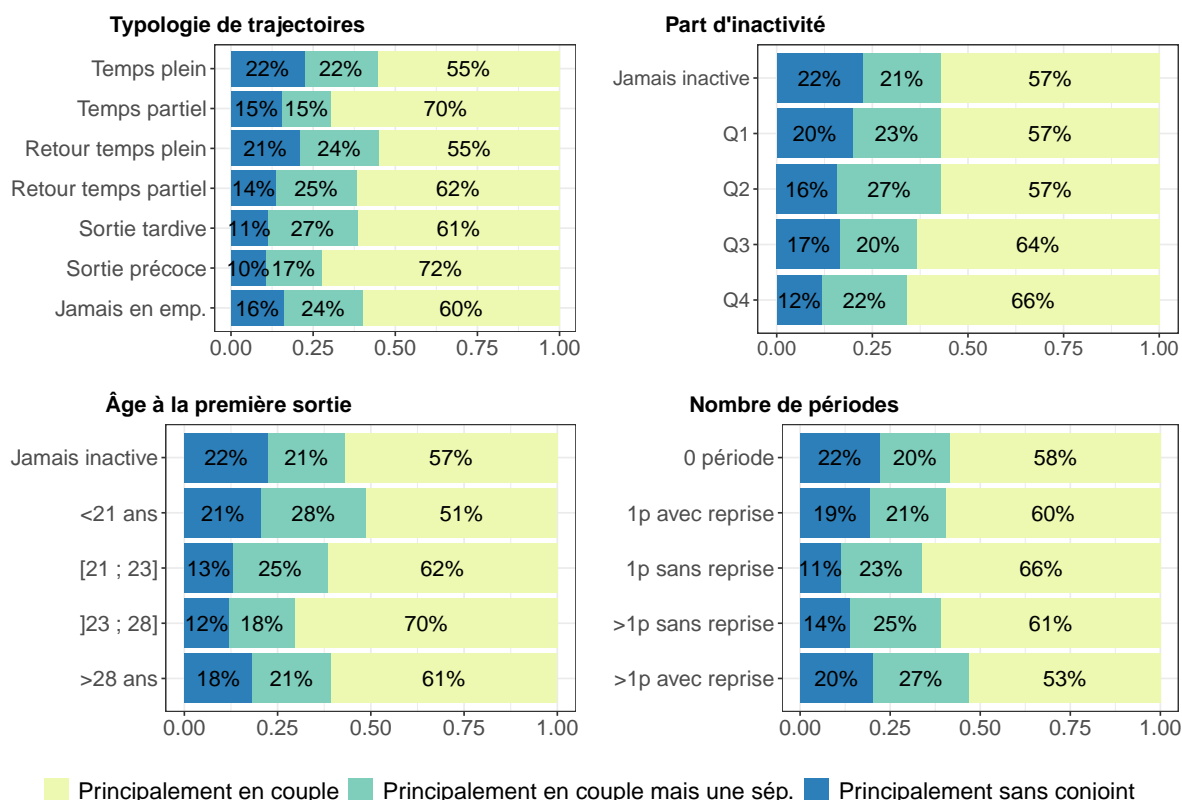 Typologie de trajectoires
Temps plein 22% 22% 55%
Temps partiel 15% 15% 70%
Retour temps plein 21% 24% 55%
Retour temps partiel 14% 25% 62%
Sortie tardive 11% 27% 61%
Sortie précoce 10% 17% 72%
Jamais en emp. 16% 24% 60%
0.00 0.25 0.50 0.75 1.00
Part d'inactivité
Jamais inactive 22% 21% 57%
Q1 20% 23% 57%
Q2 16% 27% 57%
Q3 17% 20% 64%
Q4 12% 22% 66%
0.00 0.25 0.50 0.75 1.00
Âge à la première sortie
Jamais inactive 22% 21% 57%
<21 ans 21% 28% 51%
[21 ; 23] 13% 25% 62%
]23 ; 28] 12% 18% 70%
>28 ans 18% 21% 61%
0.00 0.25 0.50 0.75 1.00
Nombre de périodes
0 période 22% 20% 58%
1p avec reprise 19% 21% 60%
1p sans reprise 11% 23% 66%
>1p sans reprise 14% 25% 61%
>1p avec reprise 20% 27% 53%
0.00 0.25 0.50 0.75 1.00
Principalement en couple Principalement en couple mais une sép. Principalement sans conjoint